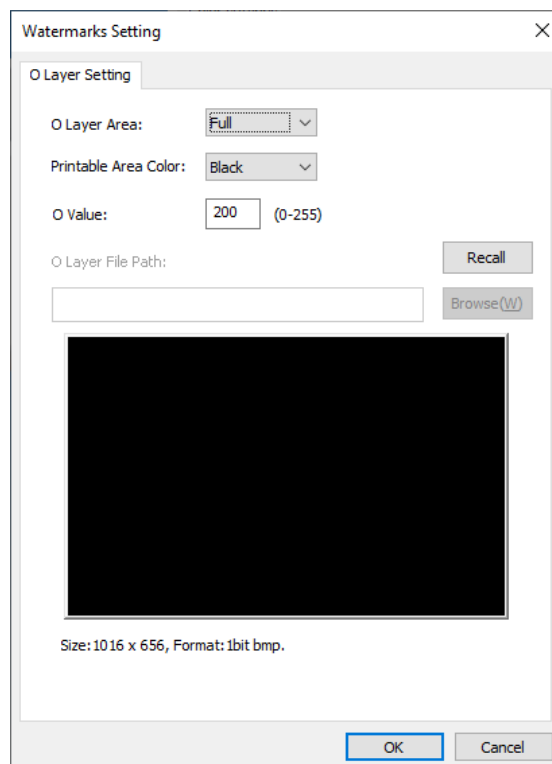 Watermarks Setting
O Layer Setting
O Layer Area: Full
Printable Area Color: Black
O Value: 200 (0-255)
O Layer File Path: Recall
Browse(W)
Size:1016 x 656, Format:1bit bmp.
OK Cancel